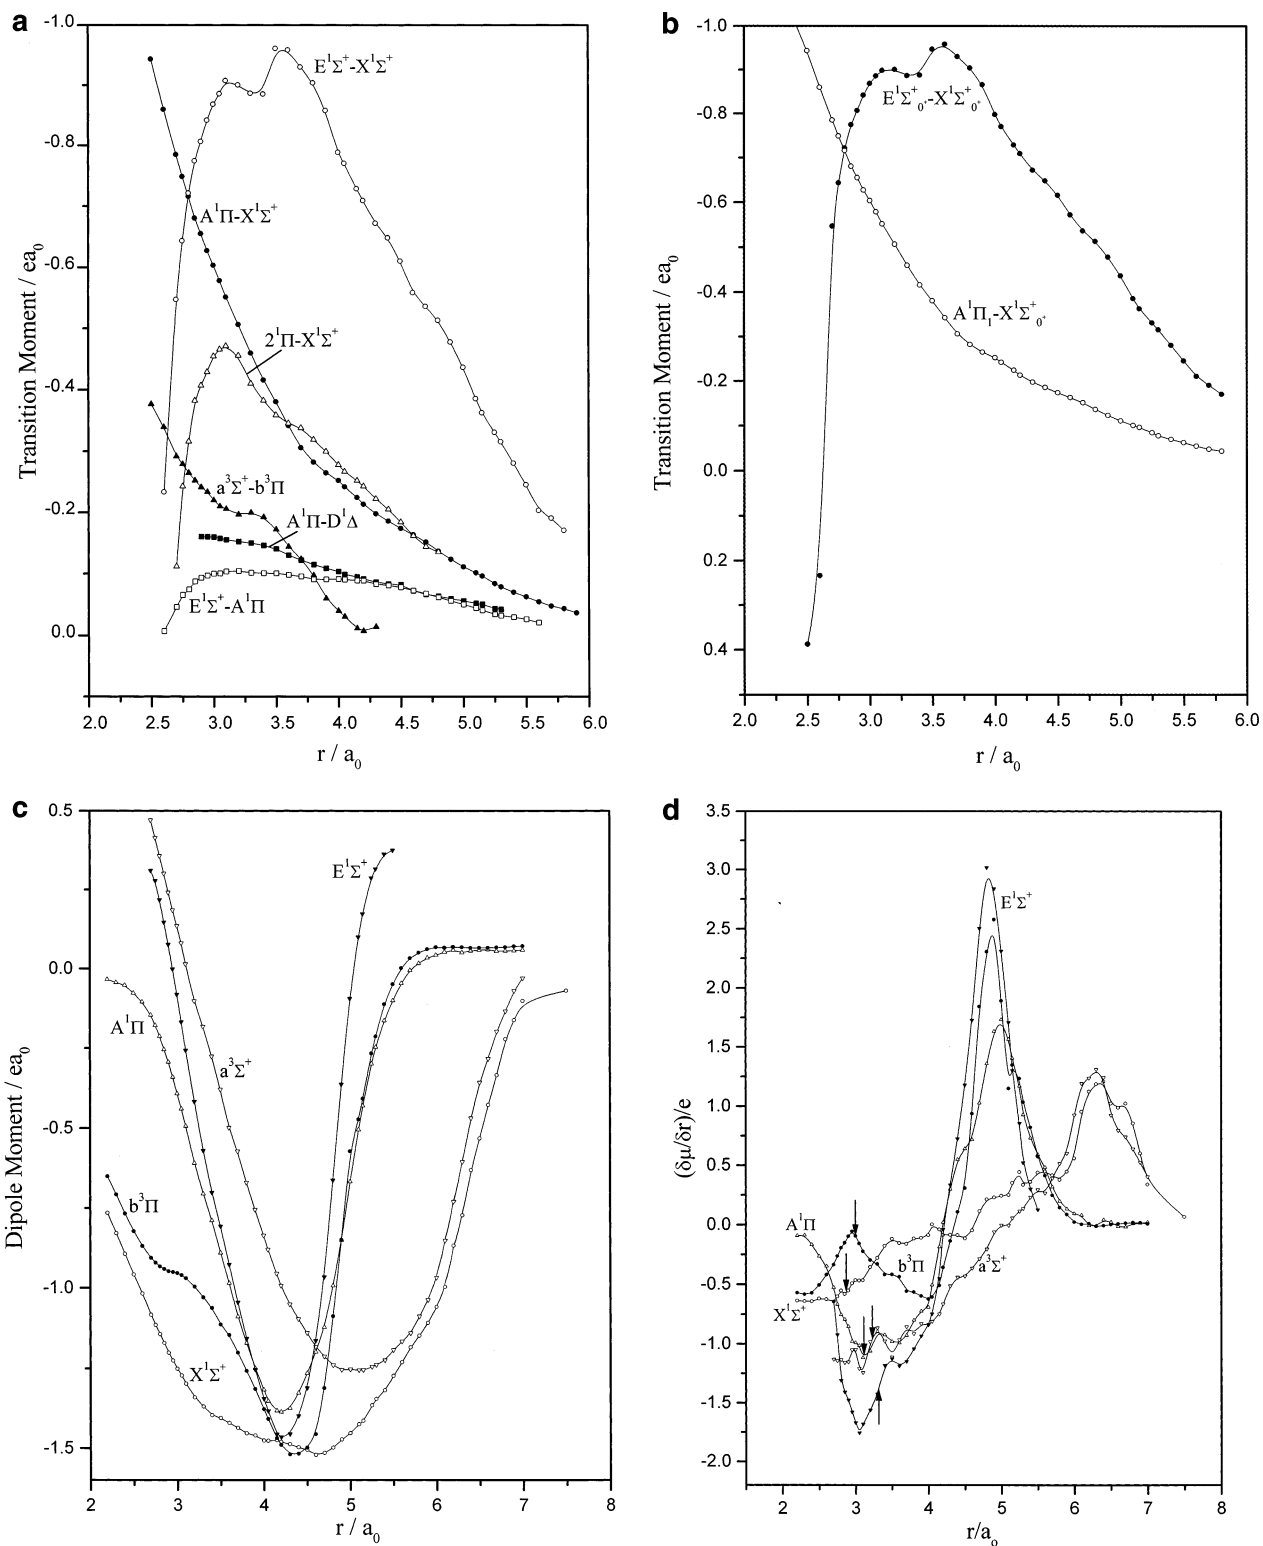 a
-1.0
-0.8
-0.6
-0.4
-0.2
0.0
Transition Moment / ea₀
E¹Σ⁺-X¹Σ⁺
A¹Π-X¹Σ⁺
2¹Π-X¹Σ⁺
a³Σ⁺-b³Π
A¹Π-D¹Δ
E¹Σ⁺-A¹Π
2.0 2.5 3.0 3.5 4.0 4.5 5.0 5.5 6.0
r / a₀
b
-1.0
-0.8
-0.6
-0.4
-0.2
0.0
0.2
0.4
Transition Moment / ea₀
E¹Σ⁺₀⁺-X¹Σ⁺₀⁺
A¹Π₁-X¹Σ⁺₀⁺
2.0 2.5 3.0 3.5 4.0 4.5 5.0 5.5 6.0
r / a₀
c
0.5
0.0
-0.5
-1.0
-1.5
Dipole Moment / ea₀
E¹Σ⁺
A¹Π
a³Σ⁺
b³Π
X¹Σ⁺
2 3 4 5 6 7 8
r / a₀
d
3.5
3.0
2.5
2.0
1.5
1.0
0.5
0.0
-0.5
-1.0
-1.5
-2.0
(δμ/δr)/e
E¹Σ⁺
A¹Π
b³Π
a³Σ⁺
X¹Σ⁺
2 3 4 5 6 7 8
r/aₒ